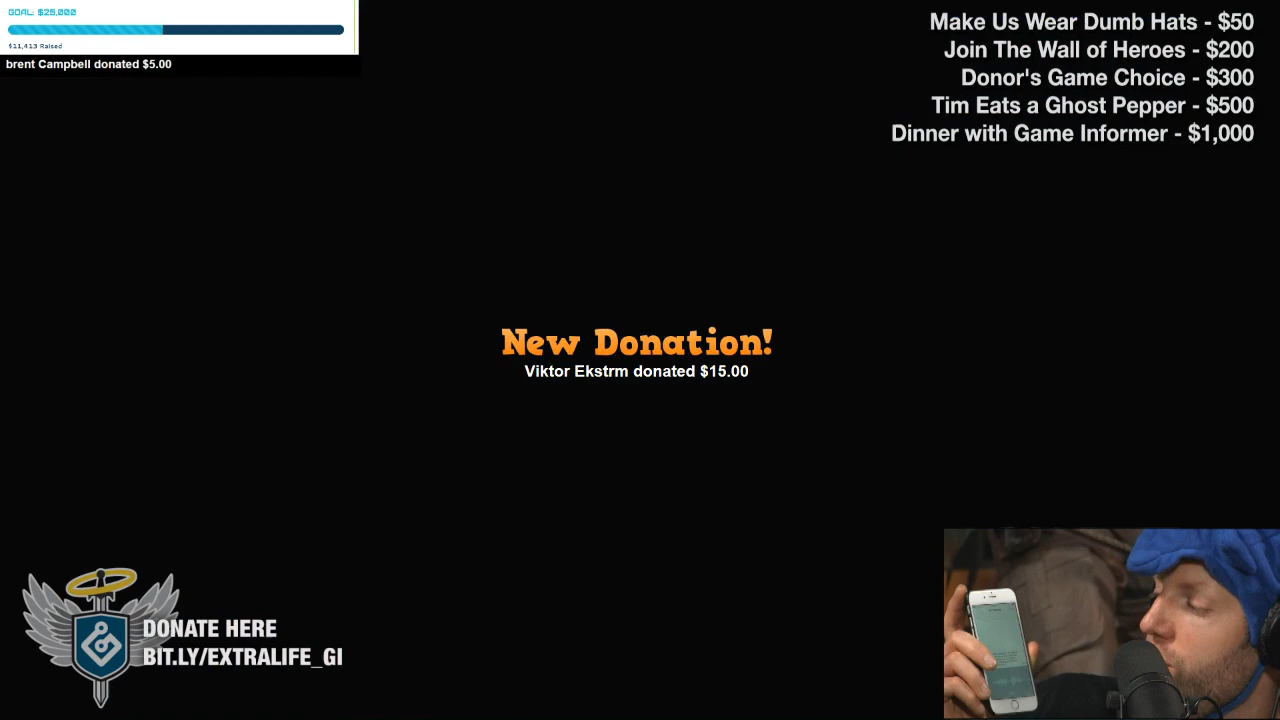 GOAL: $25,000
$11,413 Raised
brent Campbell donated $5.00
Make Us Wear Dumb Hats - $50
Join The Wall of Heroes - $200
Donor's Game Choice - $300
Tim Eats a Ghost Pepper - $500
Dinner with Game Informer - $1,000
New Donation!
Viktor Ekstrm donated $15.00
DONATE HERE
BIT.LY/EXTRALIFE_GI